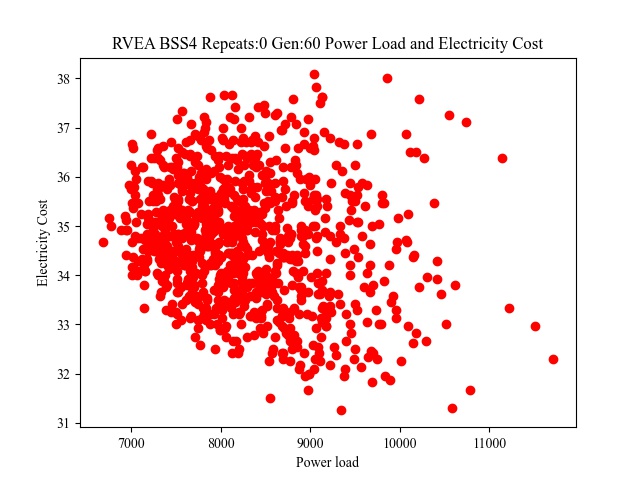 RVEA BSS4 Repeats:0 Gen:60 Power Load and Electricity Cost
38
37
36
35
34
33
32
31
Electricity Cost
7000 8000 9000 10000 11000
Power load